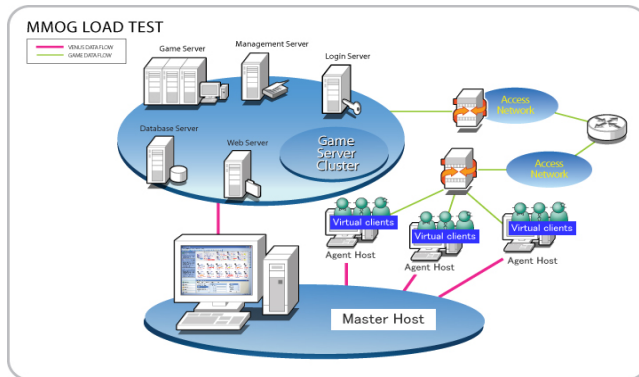 MMOG LOAD TEST
VENUS DATA FLOW
GAME DATA FLOW
Game Server
Management Server
Login Server
Database Server
Web Server
Game
Server
Cluster
Access
Network
Access
Network
Virtual clients
Virtual clients
Virtual clients
Agent Host
Agent Host
Agent Host
Master Host